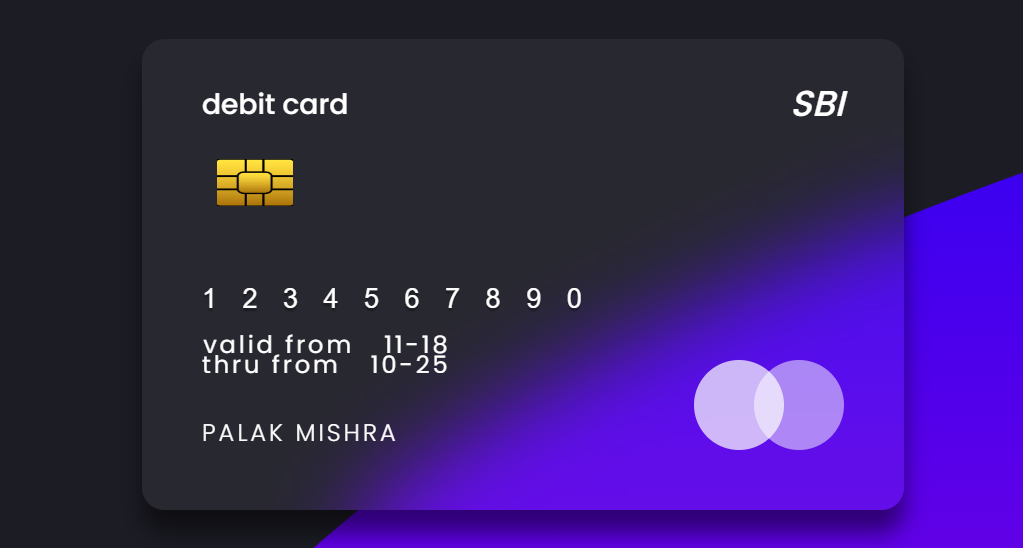 debit card SBI
1 2 3 4 5 6 7 8 9 0
valid from 11-18
thru from 10-25
PALAK MISHRA